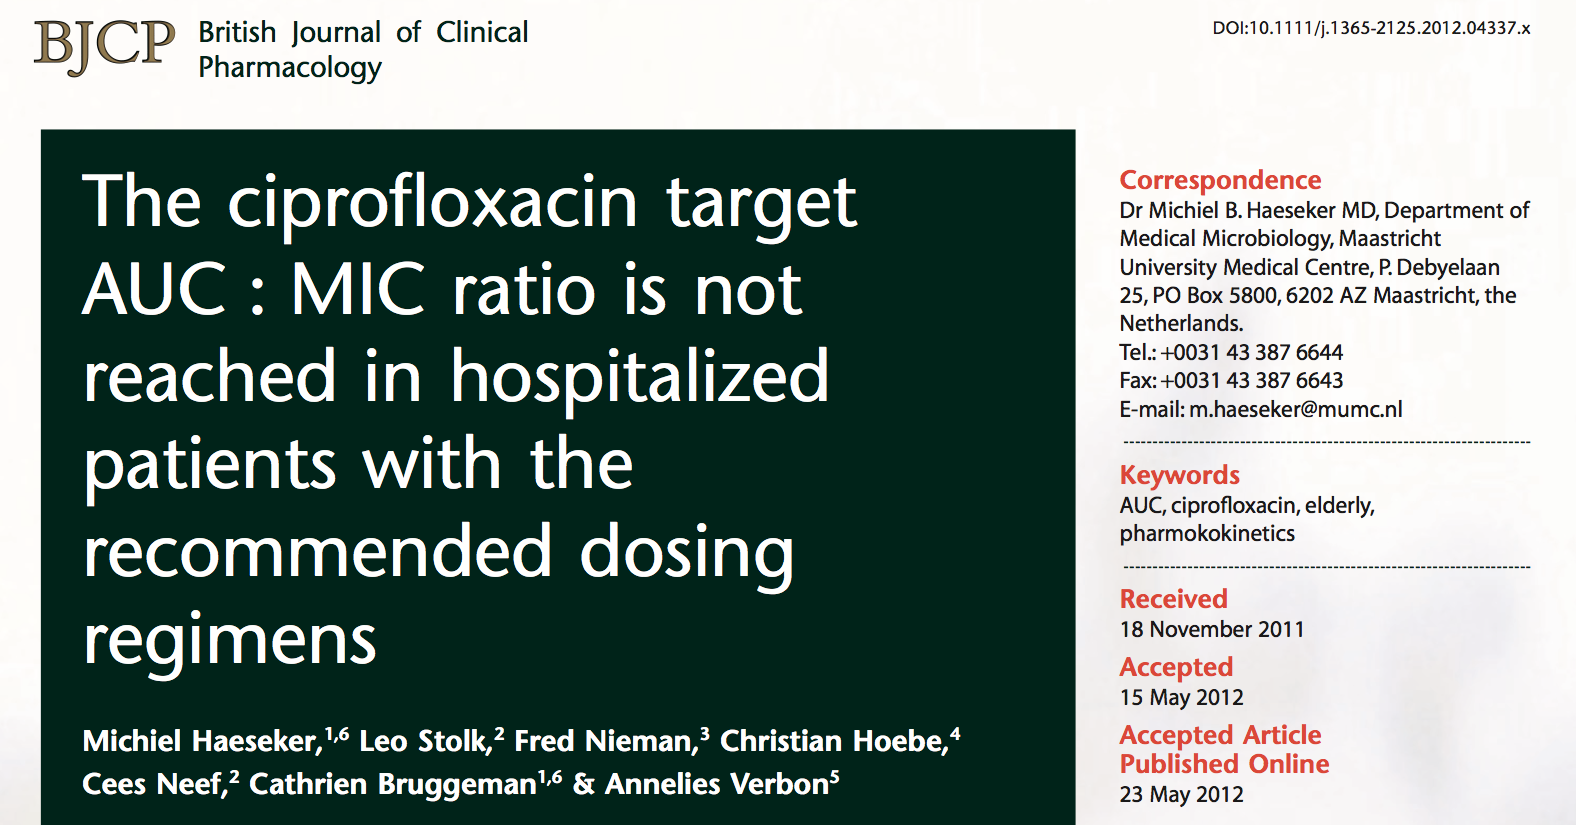 BJCP
British Journal of Clinical
Pharmacology
DOI:10.1111/j.1365-2125.2012.04337.x
The ciprofloxacin target
AUC : MIC ratio is not
reached in hospitalized
patients with the
recommended dosing
regimens
Michiel Haeseker,1,6 Leo Stolk,2 Fred Nieman,3 Christian Hoebe,4
Cees Neef,2 Cathrien Bruggeman1,6 & Annelies Verbon5
Correspondence
Dr Michiel B. Haeseker MD, Department of
Medical Microbiology, Maastricht
University Medical Centre, P. Debyelaan
25, PO Box 5800, 6202 AZ Maastricht, the
Netherlands.
Tel.: +0031 43 387 6644
Fax: +0031 43 387 6643
E-mail: m.haeseker@mumc.nl
Keywords
AUC, ciprofloxacin, elderly,
pharmokokinetics
Received
18 November 2011
Accepted
15 May 2012
Accepted Article
Published Online
23 May 2012